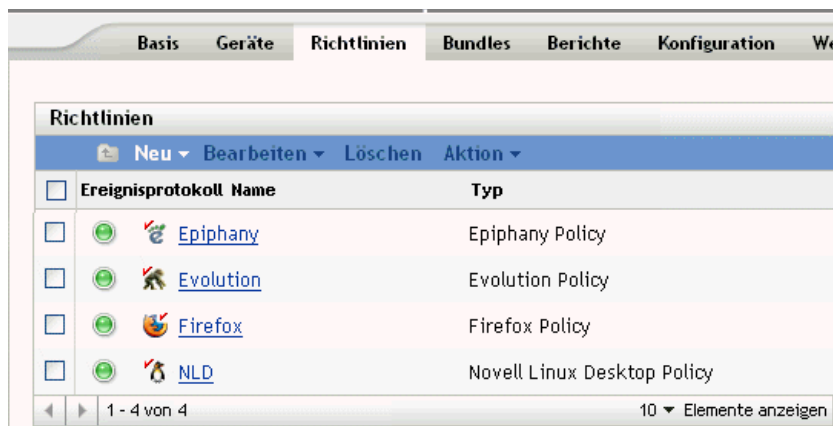 Basis Geräte Richtlinien Bundles Berichte Konfiguration
Richtlinien
Neu Bearbeiten Löschen Aktion
Ereignisprotokoll Name Typ
Epiphany Epiphany Policy
Evolution Evolution Policy
Firefox Firefox Policy
NLD Novell Linux Desktop Policy
1 - 4 von 4 10 Elemente anzeigen